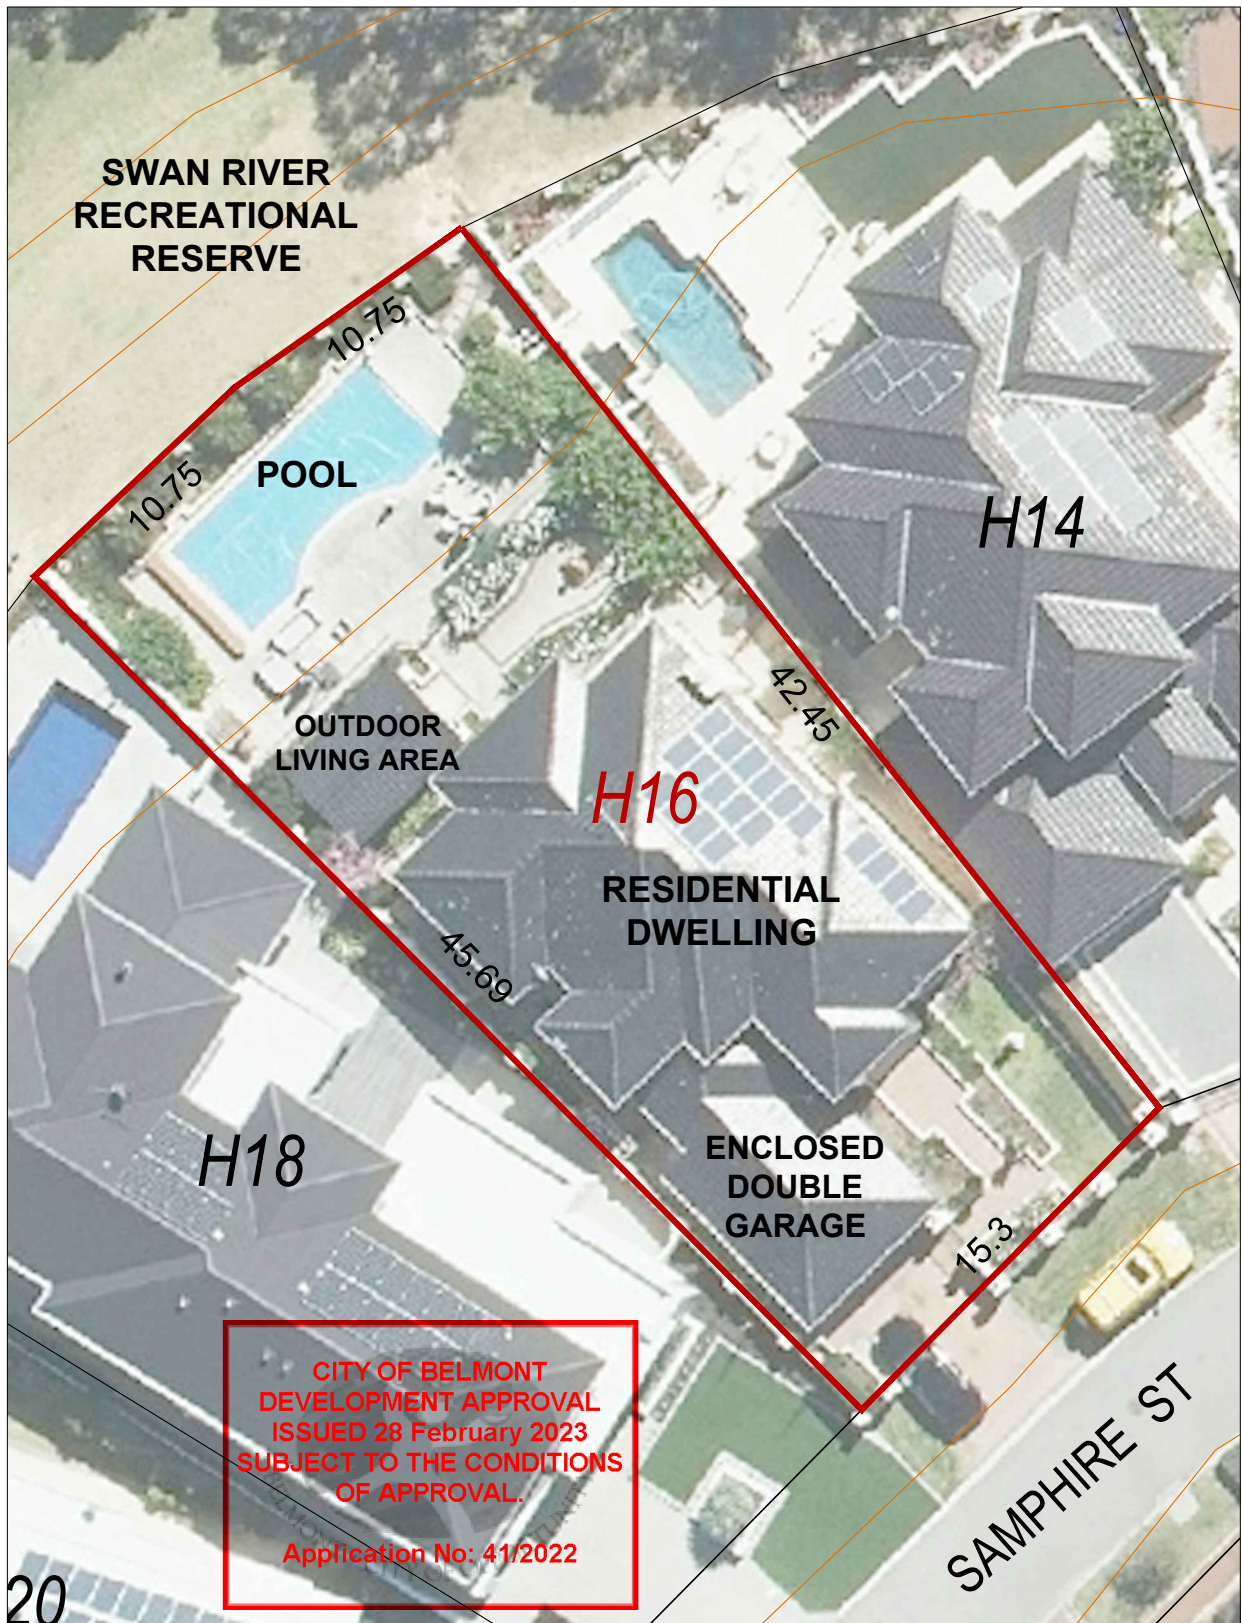 SWAN RIVER
RECREATIONAL
RESERVE
10.75
10.75
POOL
H14
42.45
OUTDOOR
LIVING AREA
H16
RESIDENTIAL
DWELLING
45.69
H18
ENCLOSED
DOUBLE
GARAGE
15.3
CITY OF BELMONT
DEVELOPMENT APPROVAL
ISSUED 28 February 2023
SUBJECT TO THE CONDITIONS
OF APPROVAL.
Application No: 41/2022
SAMPHIRE ST
20